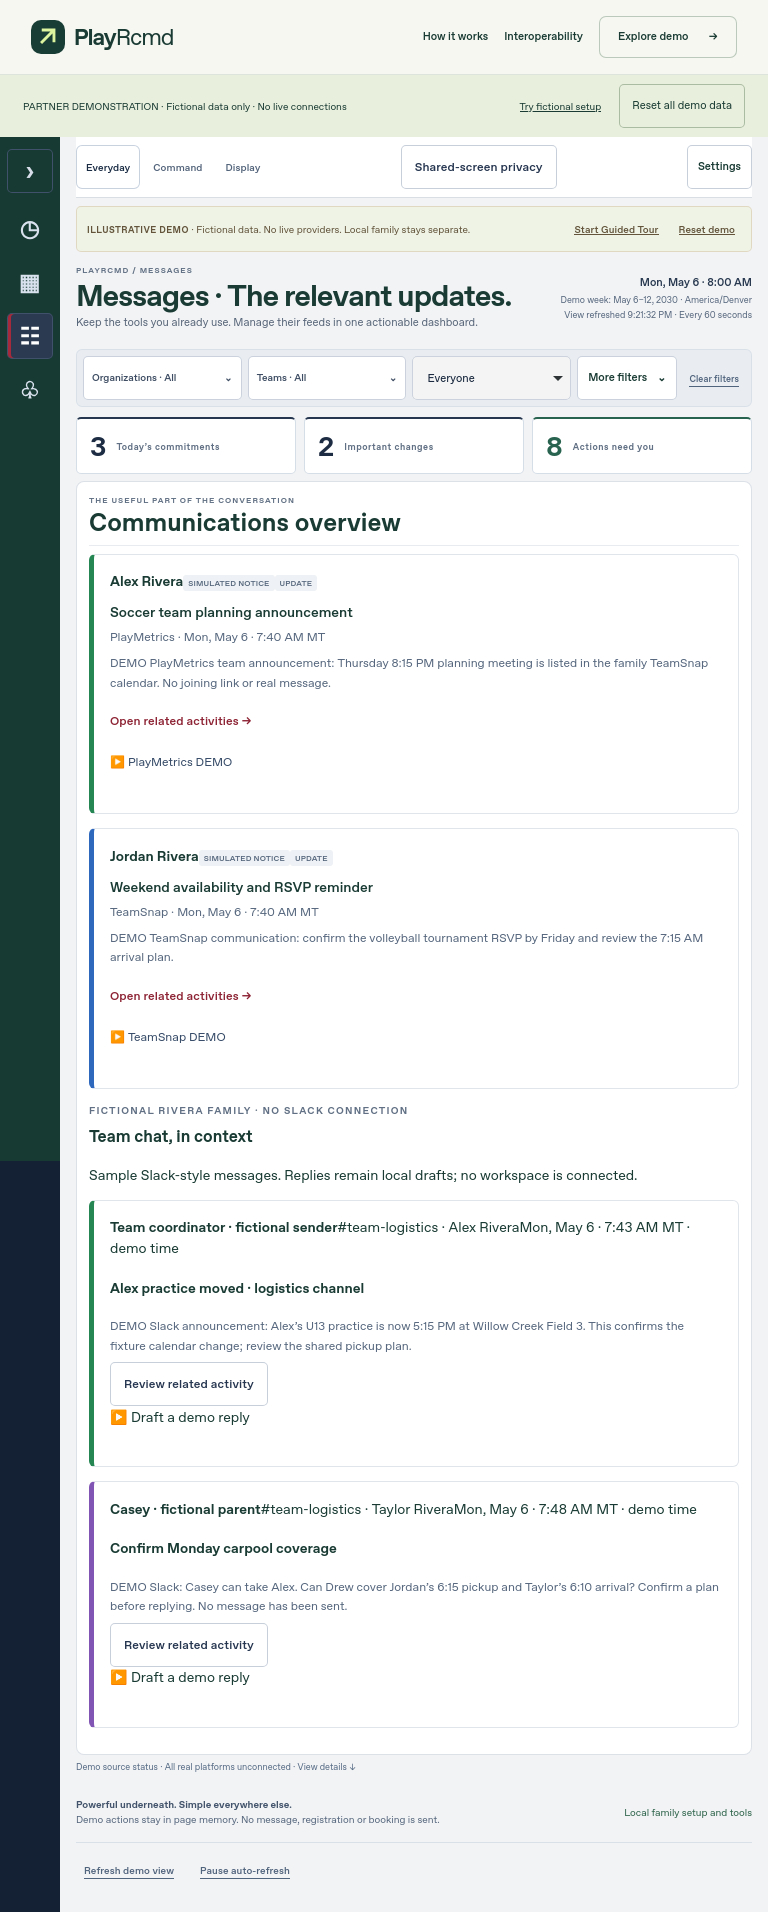 PlayRcmd
How it works
Interoperability
Explore demo →
PARTNER DEMONSTRATION · Fictional data only · No live connections
Try fictional setup
Reset all demo data
Everyday
Command
Display
Shared-screen privacy
Settings
ILLUSTRATIVE DEMO · Fictional data. No live providers. Local family stays separate.
Start Guided Tour
Reset demo
PLAYRCMD / MESSAGES
Messages · The relevant updates.
Keep the tools you already use. Manage their feeds in one actionable dashboard.
Mon, May 6 · 8:00 AM
Demo week: May 6–12, 2030 · America/Denver
View refreshed 9:21:32 PM · Every 60 seconds
Organizations · All
Teams · All
Everyone
More filters
Clear filters
3 Today's commitments
2 Important changes
8 Actions need you
THE USEFUL PART OF THE CONVERSATION
Communications overview
Alex Rivera SIMULATED NOTICE UPDATE
Soccer team planning announcement
PlayMetrics · Mon, May 6 · 7:40 AM MT
DEMO PlayMetrics team announcement: Thursday 8:15 PM planning meeting is listed in the family TeamSnap
calendar. No joining link or real message.
Open related activities →
▶️ PlayMetrics DEMO
Jordan Rivera SIMULATED NOTICE UPDATE
Weekend availability and RSVP reminder
TeamSnap · Mon, May 6 · 7:40 AM MT
DEMO TeamSnap communication: confirm the volleyball tournament RSVP by Friday and review the 7:15 AM
arrival plan.
Open related activities →
▶️ TeamSnap DEMO
FICTIONAL RIVERA FAMILY · NO SLACK CONNECTION
Team chat, in context
Sample Slack-style messages. Replies remain local drafts; no workspace is connected.
Team coordinator · fictional sender#team-logistics · Alex RiveraMon, May 6 · 7:43 AM MT ·
demo time
Alex practice moved · logistics channel
DEMO Slack announcement: Alex's U13 practice is now 5:15 PM at Willow Creek Field 3. This confirms the
fixture calendar change; review the shared pickup plan.
Review related activity
▶️ Draft a demo reply
Casey · fictional parent#team-logistics · Taylor RiveraMon, May 6 · 7:48 AM MT · demo time
Confirm Monday carpool coverage
DEMO Slack: Casey can take Alex. Can Drew cover Jordan's 6:15 pickup and Taylor's 6:10 arrival? Confirm a plan
before replying. No message has been sent.
Review related activity
▶️ Draft a demo reply
Demo source status · All real platforms unconnected · View details ↓
Powerful underneath. Simple everywhere else.
Demo actions stay in page memory. No message, registration or booking is sent.
Local family setup and tools
Refresh demo view
Pause auto-refresh